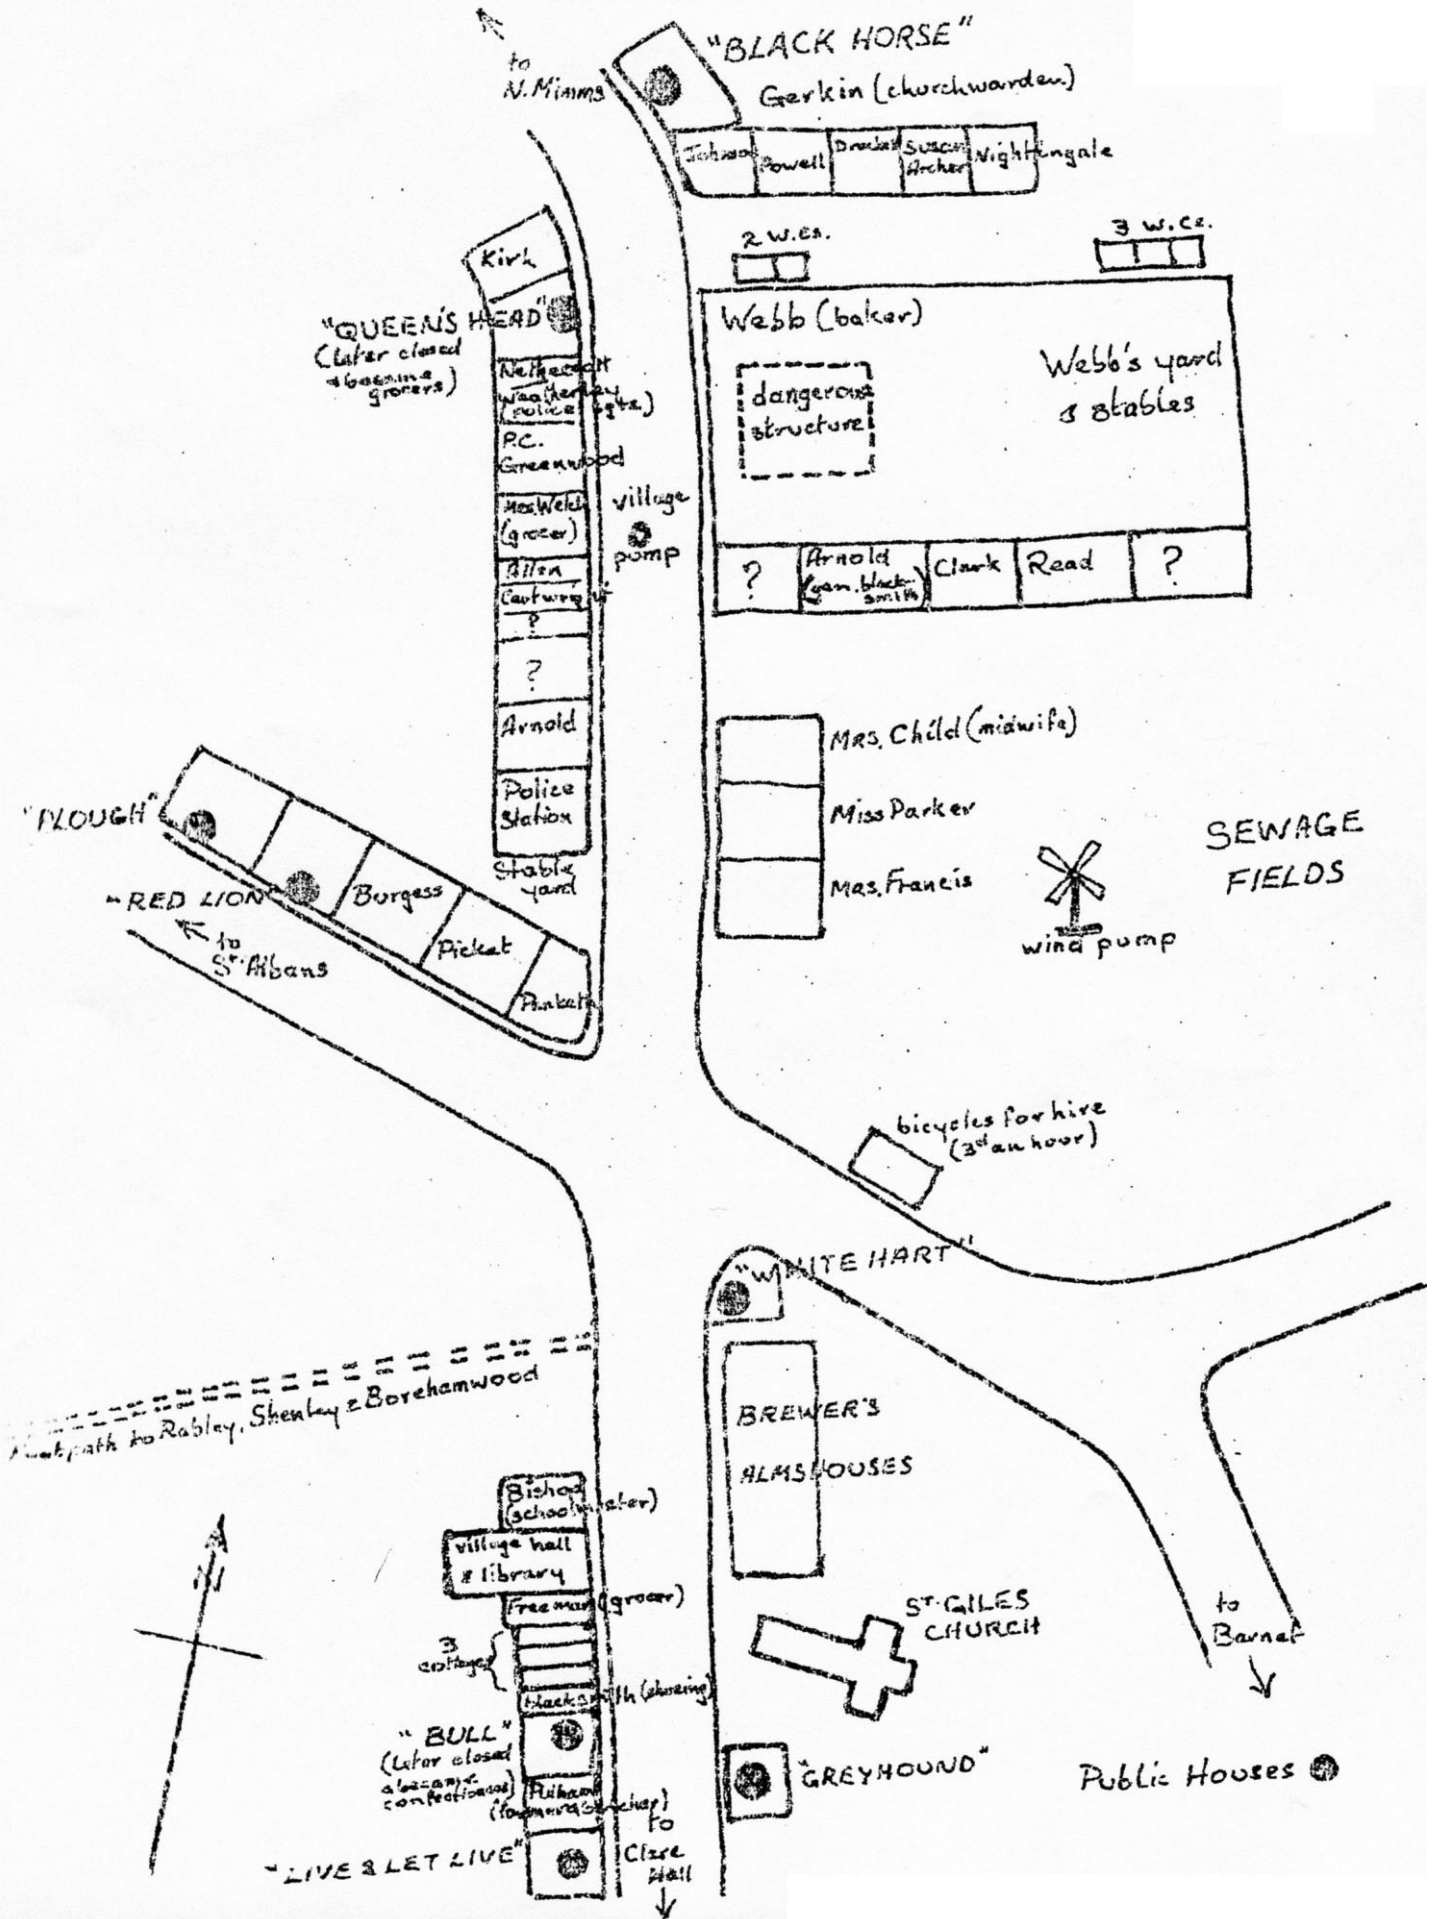 to
N. Mimms
"BLACK HORSE"
Gerkin (churchwarden)
Powell
Susan
Archer
Nightingale
Kirk
2 W.Cs.
3 W.Cs.
"QUEEN'S HEAD"
(later closed
& became
grocers)
Webb (baker)
Webb's yard
& stables
dangerous
structure
(police sgts.)
P.C.
Greenwood
Mrs. Welch
(grocer)
village
pump
Allen
Cartwright
?
?
Arnold
Police
Station
Stable
yard
?
Arnold
(gen. black-
smith)
Clark
Read
?
Mrs. Child (midwife)
Miss Parker
Mrs. Francis
wind pump
SEWAGE
FIELDS
"PLOUGH"
"RED LION"
Burgess
Picket
to
St. Albans
bicycles for hire
(3d an hour)
"WHITE HART"
Footpath to Rabley, Shenley & Borehamwood
BREWER'S
ALMSHOUSES
Bishop
(schoolmaster)
village hall
& library
Freeman (grocer)
3
cottages
blacksmith (shoeing)
ST. GILES
CHURCH
to
Barnet
N
"BULL"
(later closed
& became
confectioners)
"GREYHOUND"
Public Houses
"LIVE & LET LIVE"
to
Clare
Hall